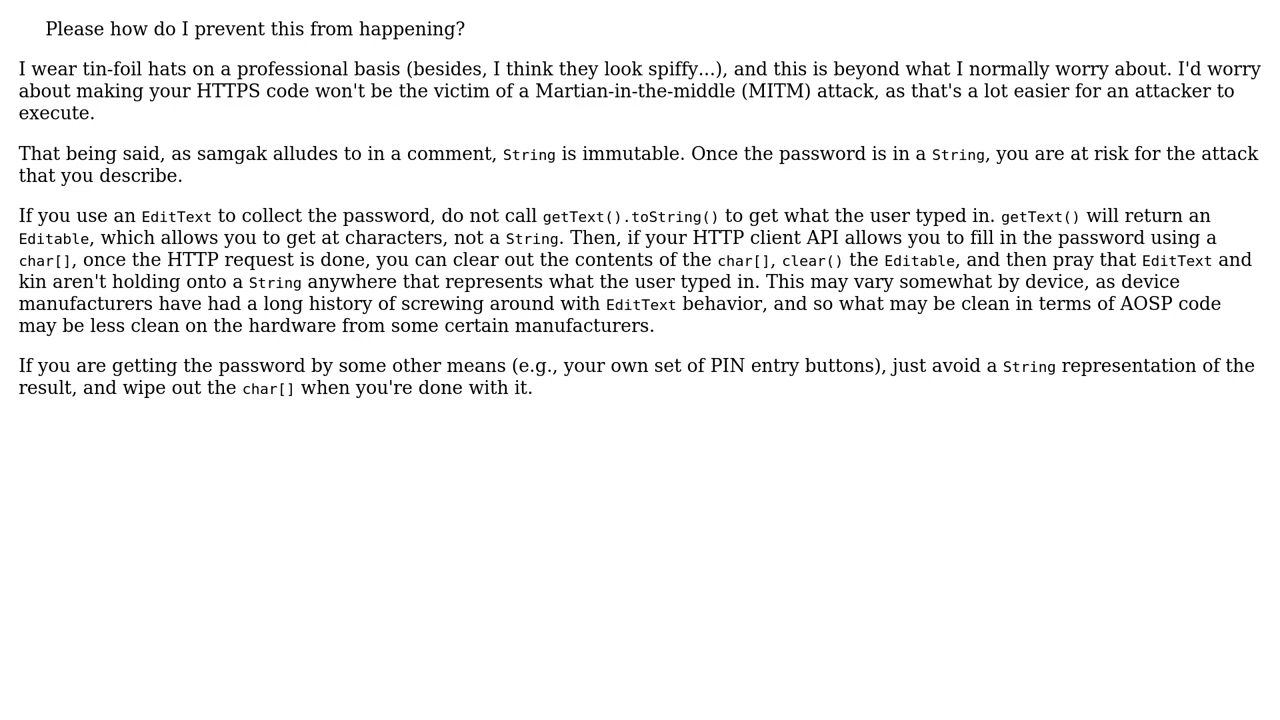 Please how do I prevent this from happening?
I wear tin-foil hats on a professional basis (besides, I think they look spiffy...), and this is beyond what I normally worry about. I'd worry
about making your HTTPS code won't be the victim of a Martian-in-the-middle (MITM) attack, as that's a lot easier for an attacker to
execute.
That being said, as samgak alludes to in a comment, String is immutable. Once the password is in a String, you are at risk for the attack
that you describe.
If you use an EditText to collect the password, do not call getText().toString() to get what the user typed in. getText() will return an
Editable, which allows you to get at characters, not a String. Then, if your HTTP client API allows you to fill in the password using a
char[], once the HTTP request is done, you can clear out the contents of the char[], clear() the Editable, and then pray that EditText and
kin aren't holding onto a String anywhere that represents what the user typed in. This may vary somewhat by device, as device
manufacturers have had a long history of screwing around with EditText behavior, and so what may be clean in terms of AOSP code
may be less clean on the hardware from some certain manufacturers.
If you are getting the password by some other means (e.g., your own set of PIN entry buttons), just avoid a String representation of the
result, and wipe out the char[] when you're done with it.